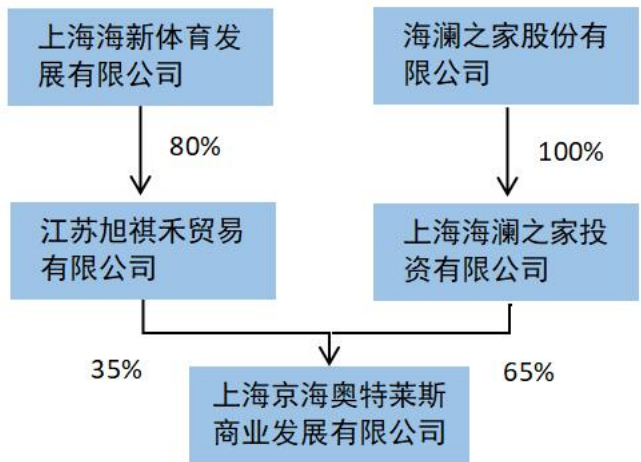 上海海新体育发
展有限公司
海澜之家股份有
限公司
80%
100%
江苏旭祺禾贸易
有限公司
上海海澜之家投
资有限公司
35%
65%
上海京海奥特莱斯
商业发展有限公司